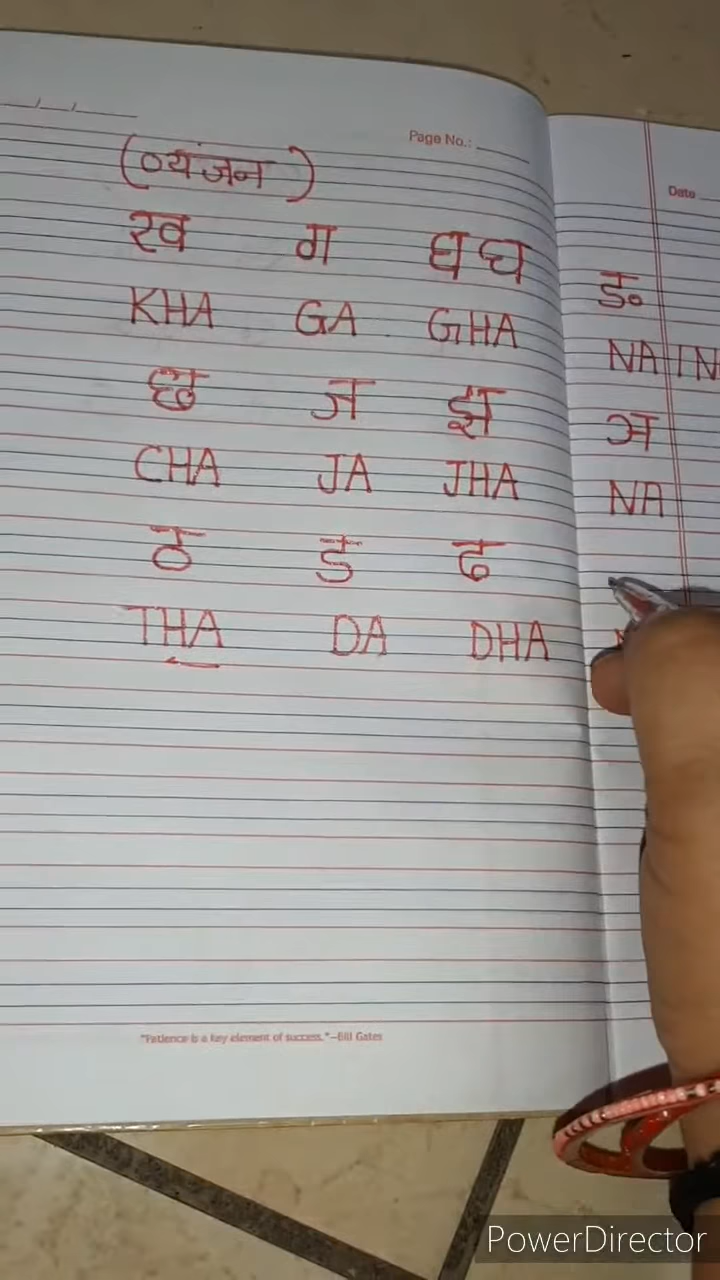 Page No.:
Date
(व्यंजन)
ख ग घ घ ङ
KHA GA GHA NA IN
छ ज झ ञ
CHA JA JHA NA
ठ ड ढ
THA DA DHA
"Patience is a key element of success."–Bill Gates
PowerDirector